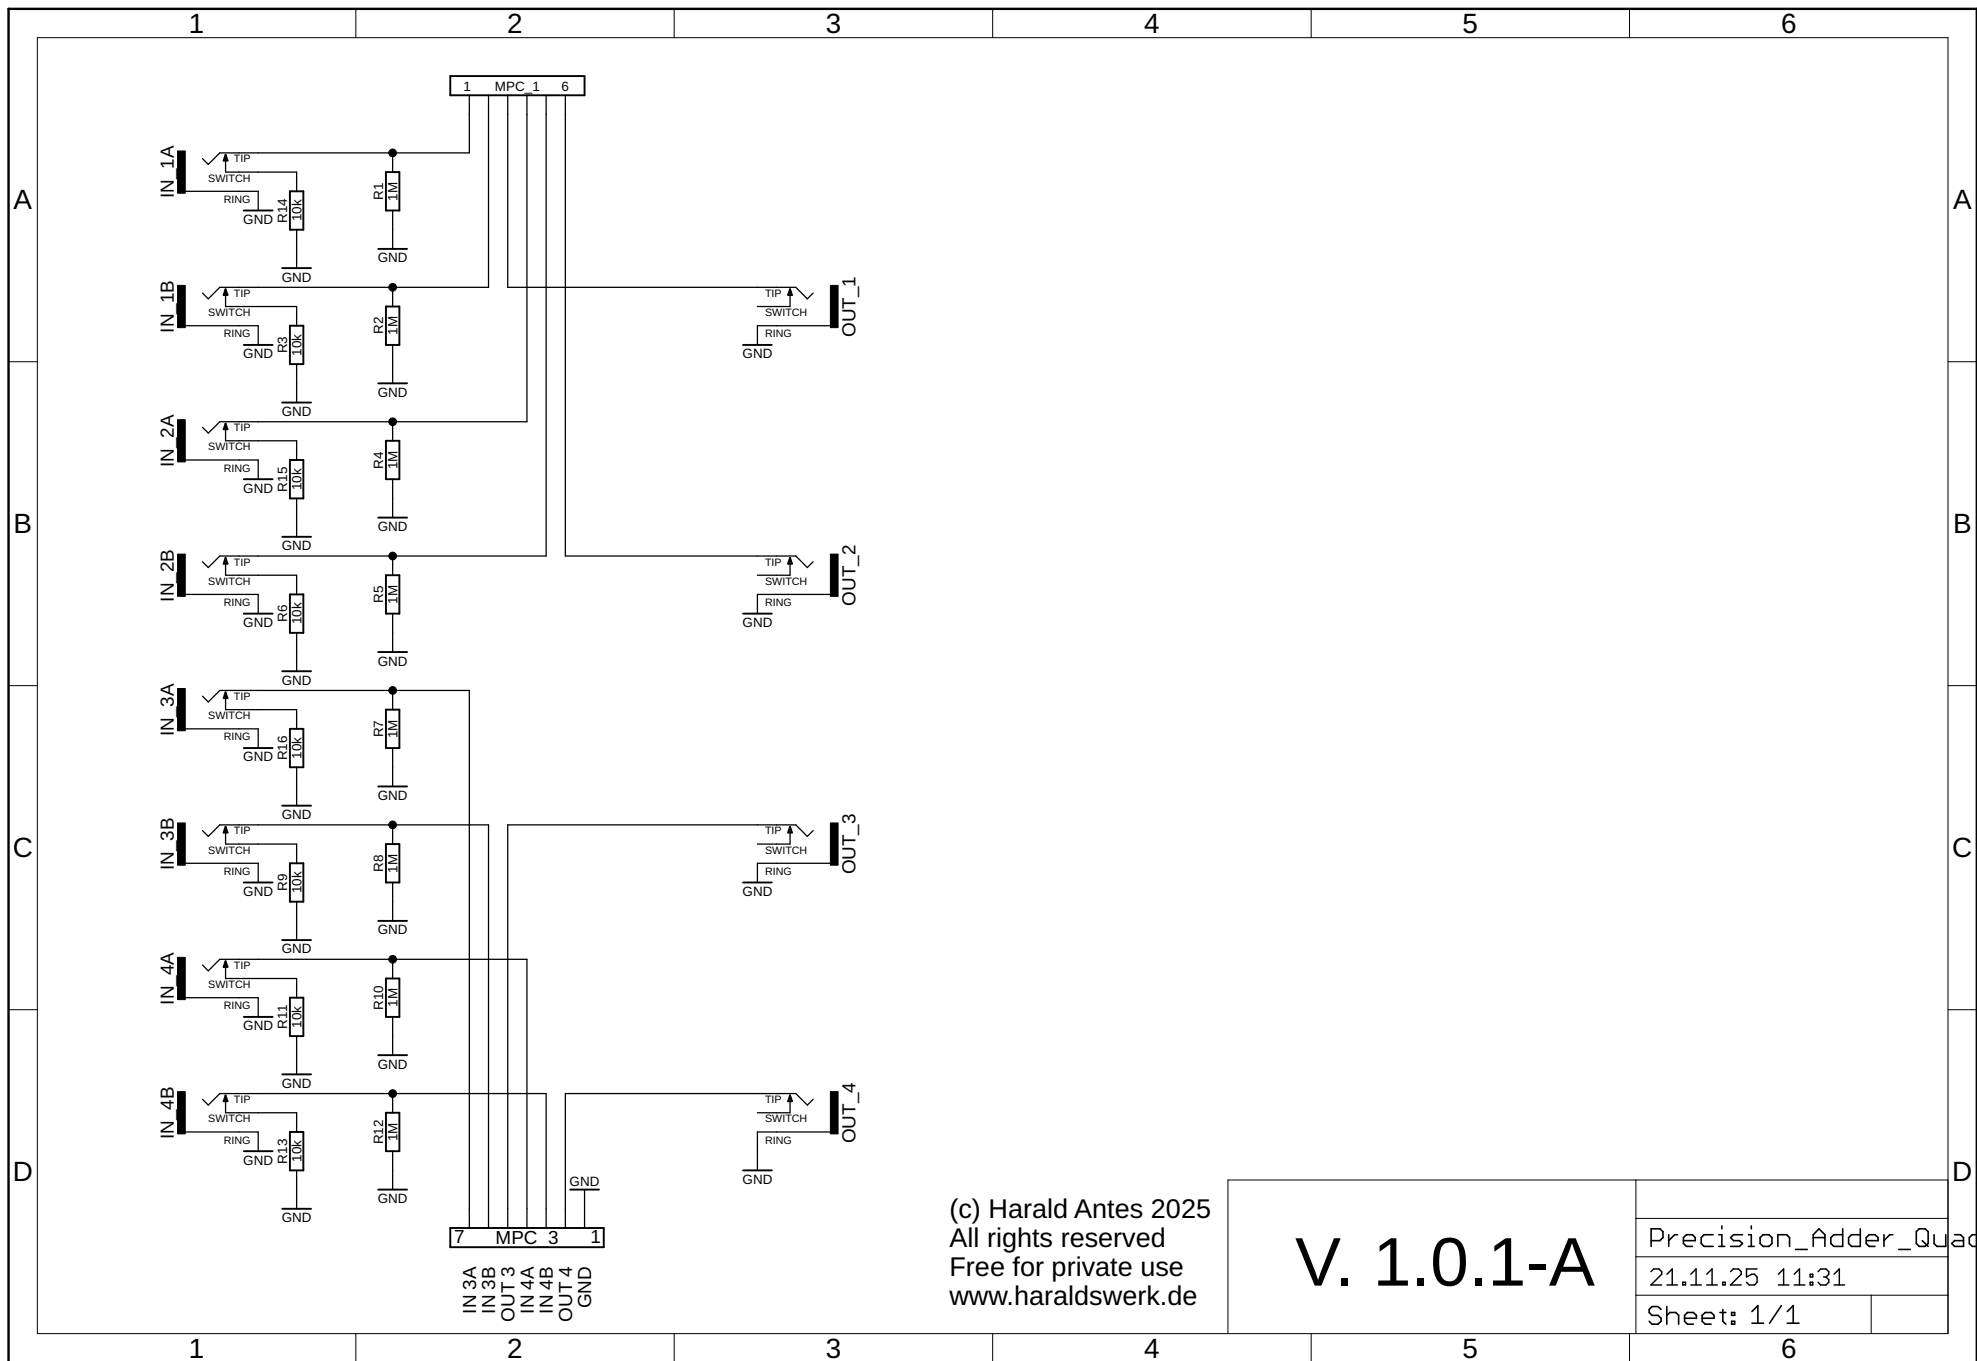 1 2 3 4 5 6
1 MPC_1 6
IN_1A
TIP
SWITCH
RING
GND
R14
10k
GND
R1
1M
GND
A
A
IN_1B
TIP
SWITCH
RING
GND
R3
10k
GND
R2
1M
GND
TIP
SWITCH
RING
GND
OUT_1
IN_2A
TIP
SWITCH
RING
GND
R15
10k
GND
R4
1M
GND
B
B
IN_2B
TIP
SWITCH
RING
GND
R6
10k
GND
R5
1M
GND
TIP
SWITCH
RING
GND
OUT_2
IN_3A
TIP
SWITCH
RING
GND
R16
10k
GND
R7
1M
GND
C
C
IN_3B
TIP
SWITCH
RING
GND
R9
10k
GND
R8
1M
GND
TIP
SWITCH
RING
GND
OUT_3
IN_4A
TIP
SWITCH
RING
GND
R11
10k
GND
R10
1M
GND
IN_4B
TIP
SWITCH
RING
GND
R13
10k
GND
R12
1M
GND
TIP
SWITCH
RING
GND
OUT_4
D
D
GND
7 MPC_3 1
IN 3A
IN 3B
OUT 3
IN 4A
IN 4B
OUT 4
GND
(c) Harald Antes 2025
All rights reserved
Free for private use
www.haraldswerk.de
V. 1.0.1-A
Precision_Adder_Quad
21.11.25 11:31
Sheet: 1/1
1 2 3 4 5 6